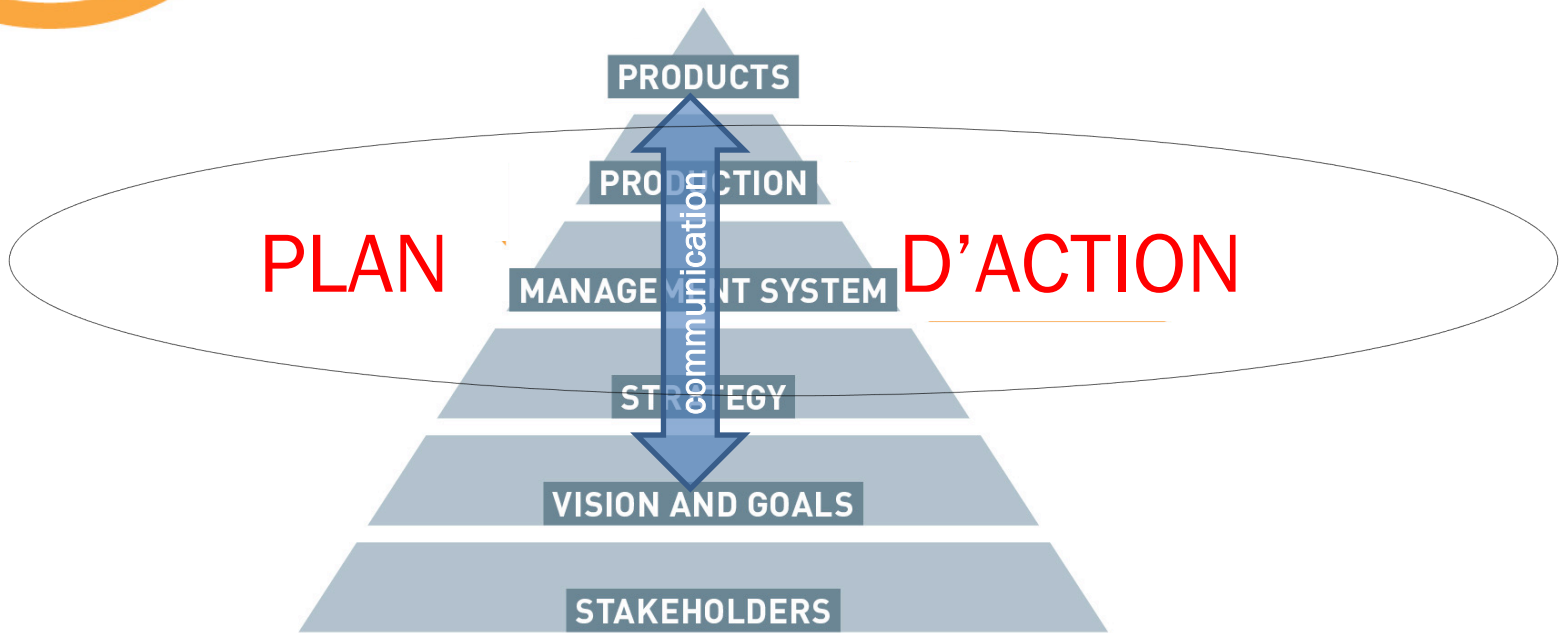 PRODUCTS
PRODUCTION
communication
PLAN D’ACTION
MANAGEMENT SYSTEM
STRATEGY
VISION AND GOALS
STAKEHOLDERS